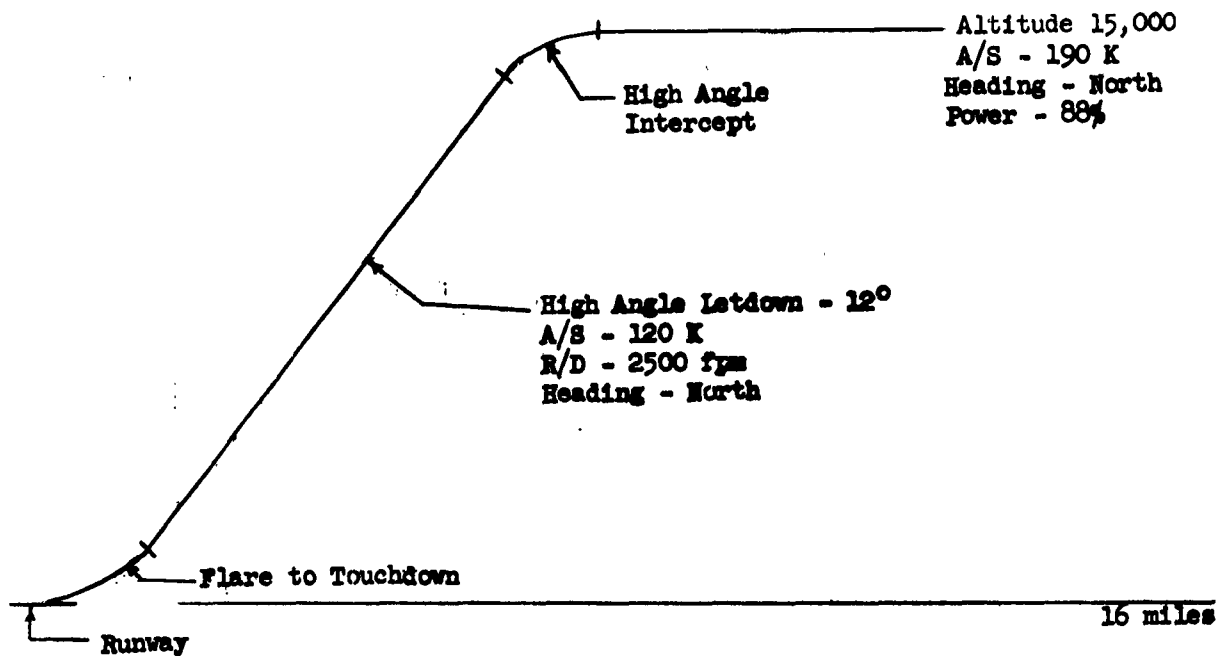 Altitude 15,000
A/S - 190 K
Heading - North
Power - 88%
High Angle
Intercept
High Angle Letdown - 12°
A/S - 120 K
R/D - 2500 fpm
Heading - North
Flare to Touchdown
16 miles
Runway